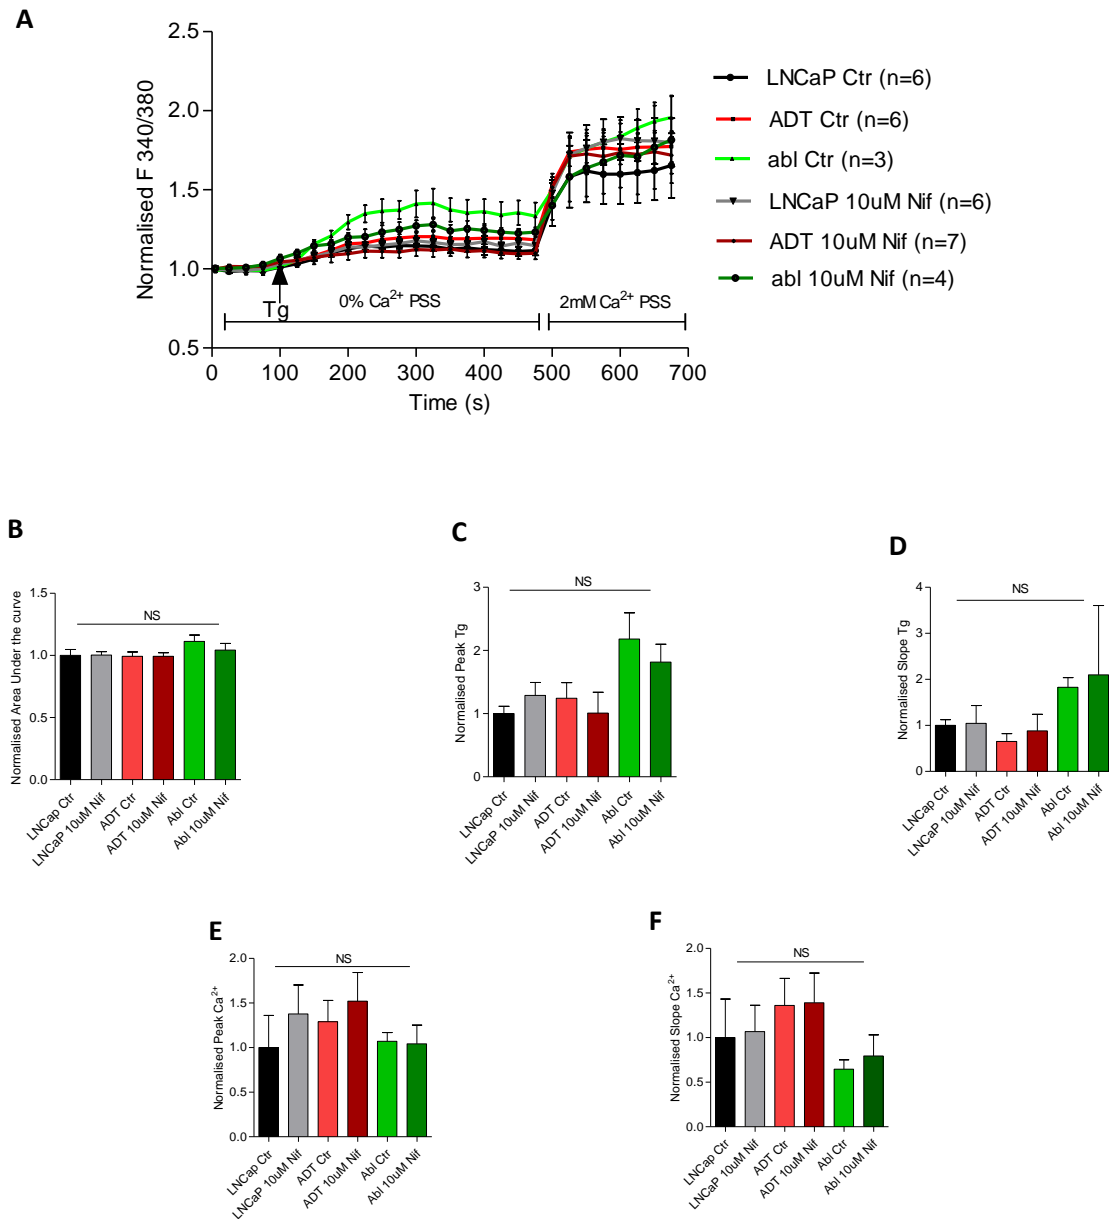 A
Normalised F 340/380
2.5
2.0
1.5
1.0
0.5
Tg
0% Ca²⁺ PSS
2mM Ca²⁺ PSS
0 100 200 300 400 500 600 700
Time (s)
LNCaP Ctr (n=6)
ADT Ctr (n=6)
abl Ctr (n=3)
LNCaP 10uM Nif (n=6)
ADT 10uM Nif (n=7)
abl 10uM Nif (n=4)
B
Normalised Area Under the curve
1.5
1.0
0.5
0.0
NS
LNCap Ctr
LNCaP 10uM Nif
ADT Ctr
ADT 10uM Nif
Abl Ctr
Abl 10uM Nif
C
Normalised Peak Tg
3
2
1
0
NS
LNCap Ctr
LNCaP 10uM Nif
ADT Ctr
ADT 10uM Nif
Abl Ctr
Abl 10uM Nif
D
Normalised Slope Tg
4
3
2
1
0
NS
LNCap Ctr
LNCaP 10uM Nif
ADT Ctr
ADT 10uM Nif
Abl Ctr
Abl 10uM Nif
E
Normalised Peak Ca²⁺
2.0
1.5
1.0
0.5
0.0
NS
LNCap Ctr
LNCaP 10uM Nif
ADT Ctr
ADT 10uM Nif
Abl Ctr
Abl 10uM Nif
F
Normalised Slope Ca²⁺
2.0
1.5
1.0
0.5
0.0
NS
LNCap Ctr
LNCaP 10uM Nif
ADT Ctr
ADT 10uM Nif
Abl Ctr
Abl 10uM Nif